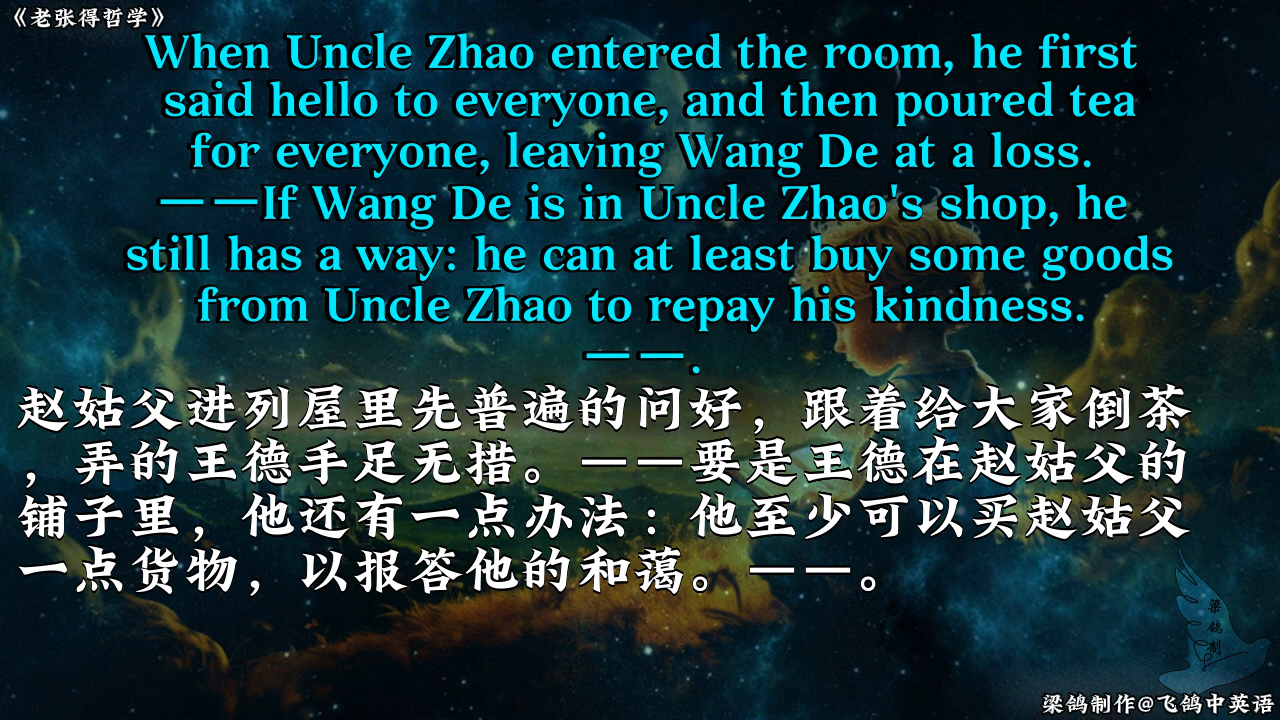 《老张得哲学》
When Uncle Zhao entered the room, he first
said hello to everyone, and then poured tea
for everyone, leaving Wang De at a loss.
——If Wang De is in Uncle Zhao's shop, he
still has a way: he can at least buy some goods
from Uncle Zhao to repay his kindness.
——.
赵姑父进列屋里先普遍的问好，跟着给大家倒茶
，弄的王德手足无措。——要是王德在赵姑父的
铺子里，他还有一点办法：他至少可以买赵姑父
一点货物，以报答他的和蔼。——。
梁鸽制
梁鸽制作@飞鸽中英语